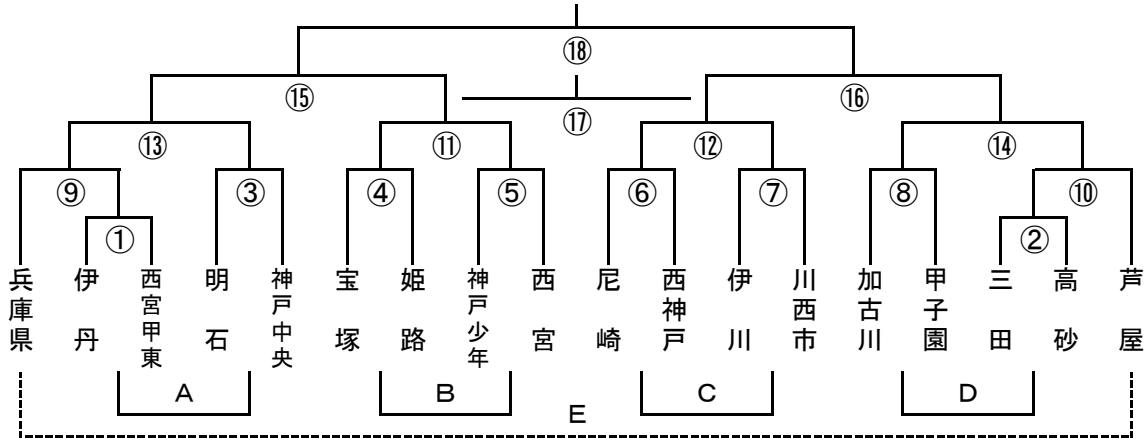 ⑱
⑮ ⑯
⑰
⑬ ⑪ ⑫ ⑭
⑨ ③ ④ ⑤ ⑥ ⑦ ⑧ ⑩
① ②
兵庫県
伊丹
西宮甲東
明石
神戸中央
宝塚
姫路
神戸少年
西宮
尼崎
西神戸
伊川
川西市
加古川
甲子園
三田
高砂
芦屋
A B C D
E